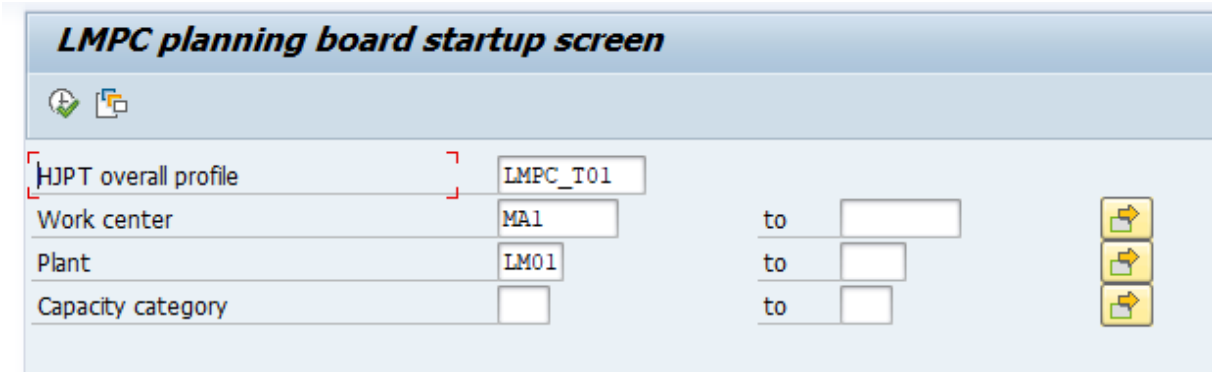 LMPC planning board startup screen
HJPT overall profile LMPC_T01
Work center MA1 to
Plant LM01 to
Capacity category to